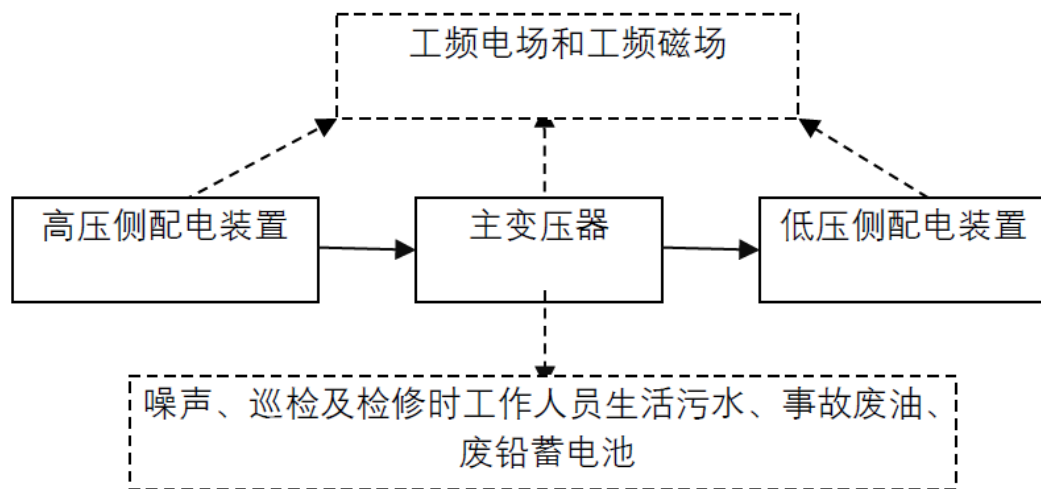 工频电场和工频磁场
高压侧配电装置
主变压器
低压侧配电装置
噪声、巡检及检修时工作人员生活污水、事故废油、
废铅蓄电池